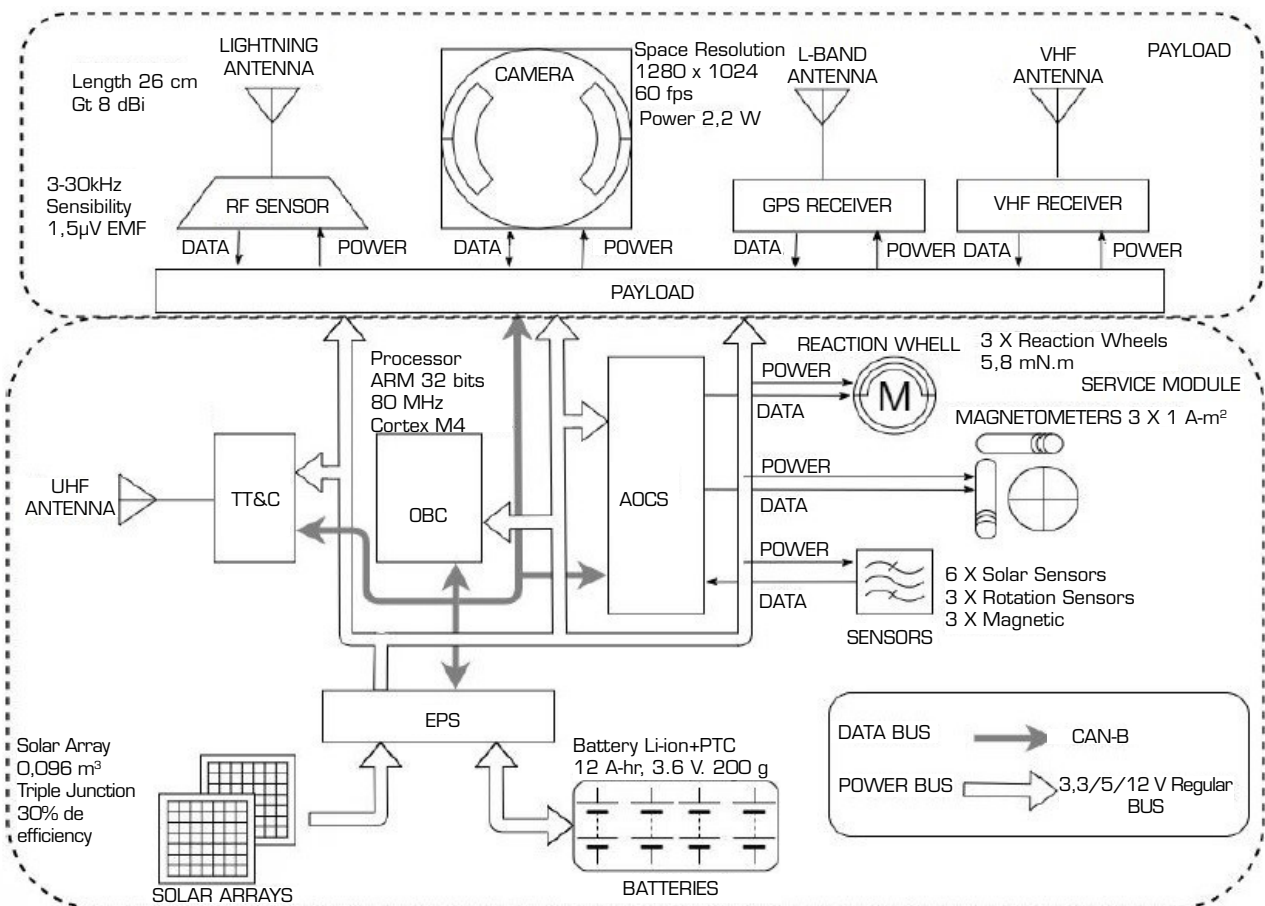 PAYLOAD
LIGHTNING
ANTENNA
Length 26 cm
Gt 8 dBi
CAMERA
Space Resolution
1280 x 1024
60 fps
Power 2,2 W
L-BAND
ANTENNA
VHF
ANTENNA
3-30kHz
Sensibility
1,5µV EMF
RF SENSOR
GPS RECEIVER
VHF RECEIVER
DATA
POWER
DATA
POWER
DATA
POWER
DATA
POWER
PAYLOAD
Processor
ARM 32 bits
80 MHz
Cortex M4
REACTION WHELL
3 X Reaction Wheels
5,8 mN.m
POWER
M
DATA
SERVICE MODULE
MAGNETOMETERS 3 X 1 A-m²
UHF
ANTENNA
TT&C
OBC
AOCS
POWER
DATA
POWER
DATA
6 X Solar Sensors
3 X Rotation Sensors
3 X Magnetic
SENSORS
EPS
Solar Array
0,096 m³
Triple Junction
30% de
efficiency
SOLAR ARRAYS
Battery Li-ion+PTC
12 A-hr, 3.6 V. 200 g
BATTERIES
DATA BUS
CAN-B
POWER BUS
3,3/5/12 V Regular
BUS